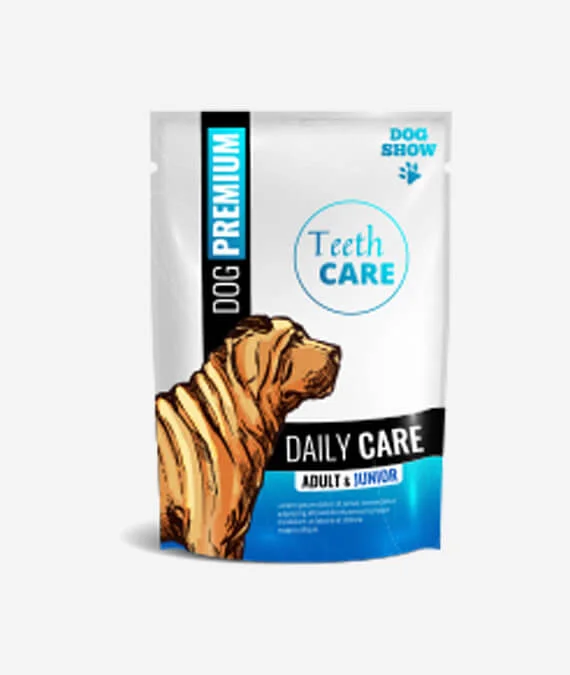 DOG PREMIUM
DOG
SHOW
Teeth
CARE
DAILY CARE
ADULT & JUNIOR